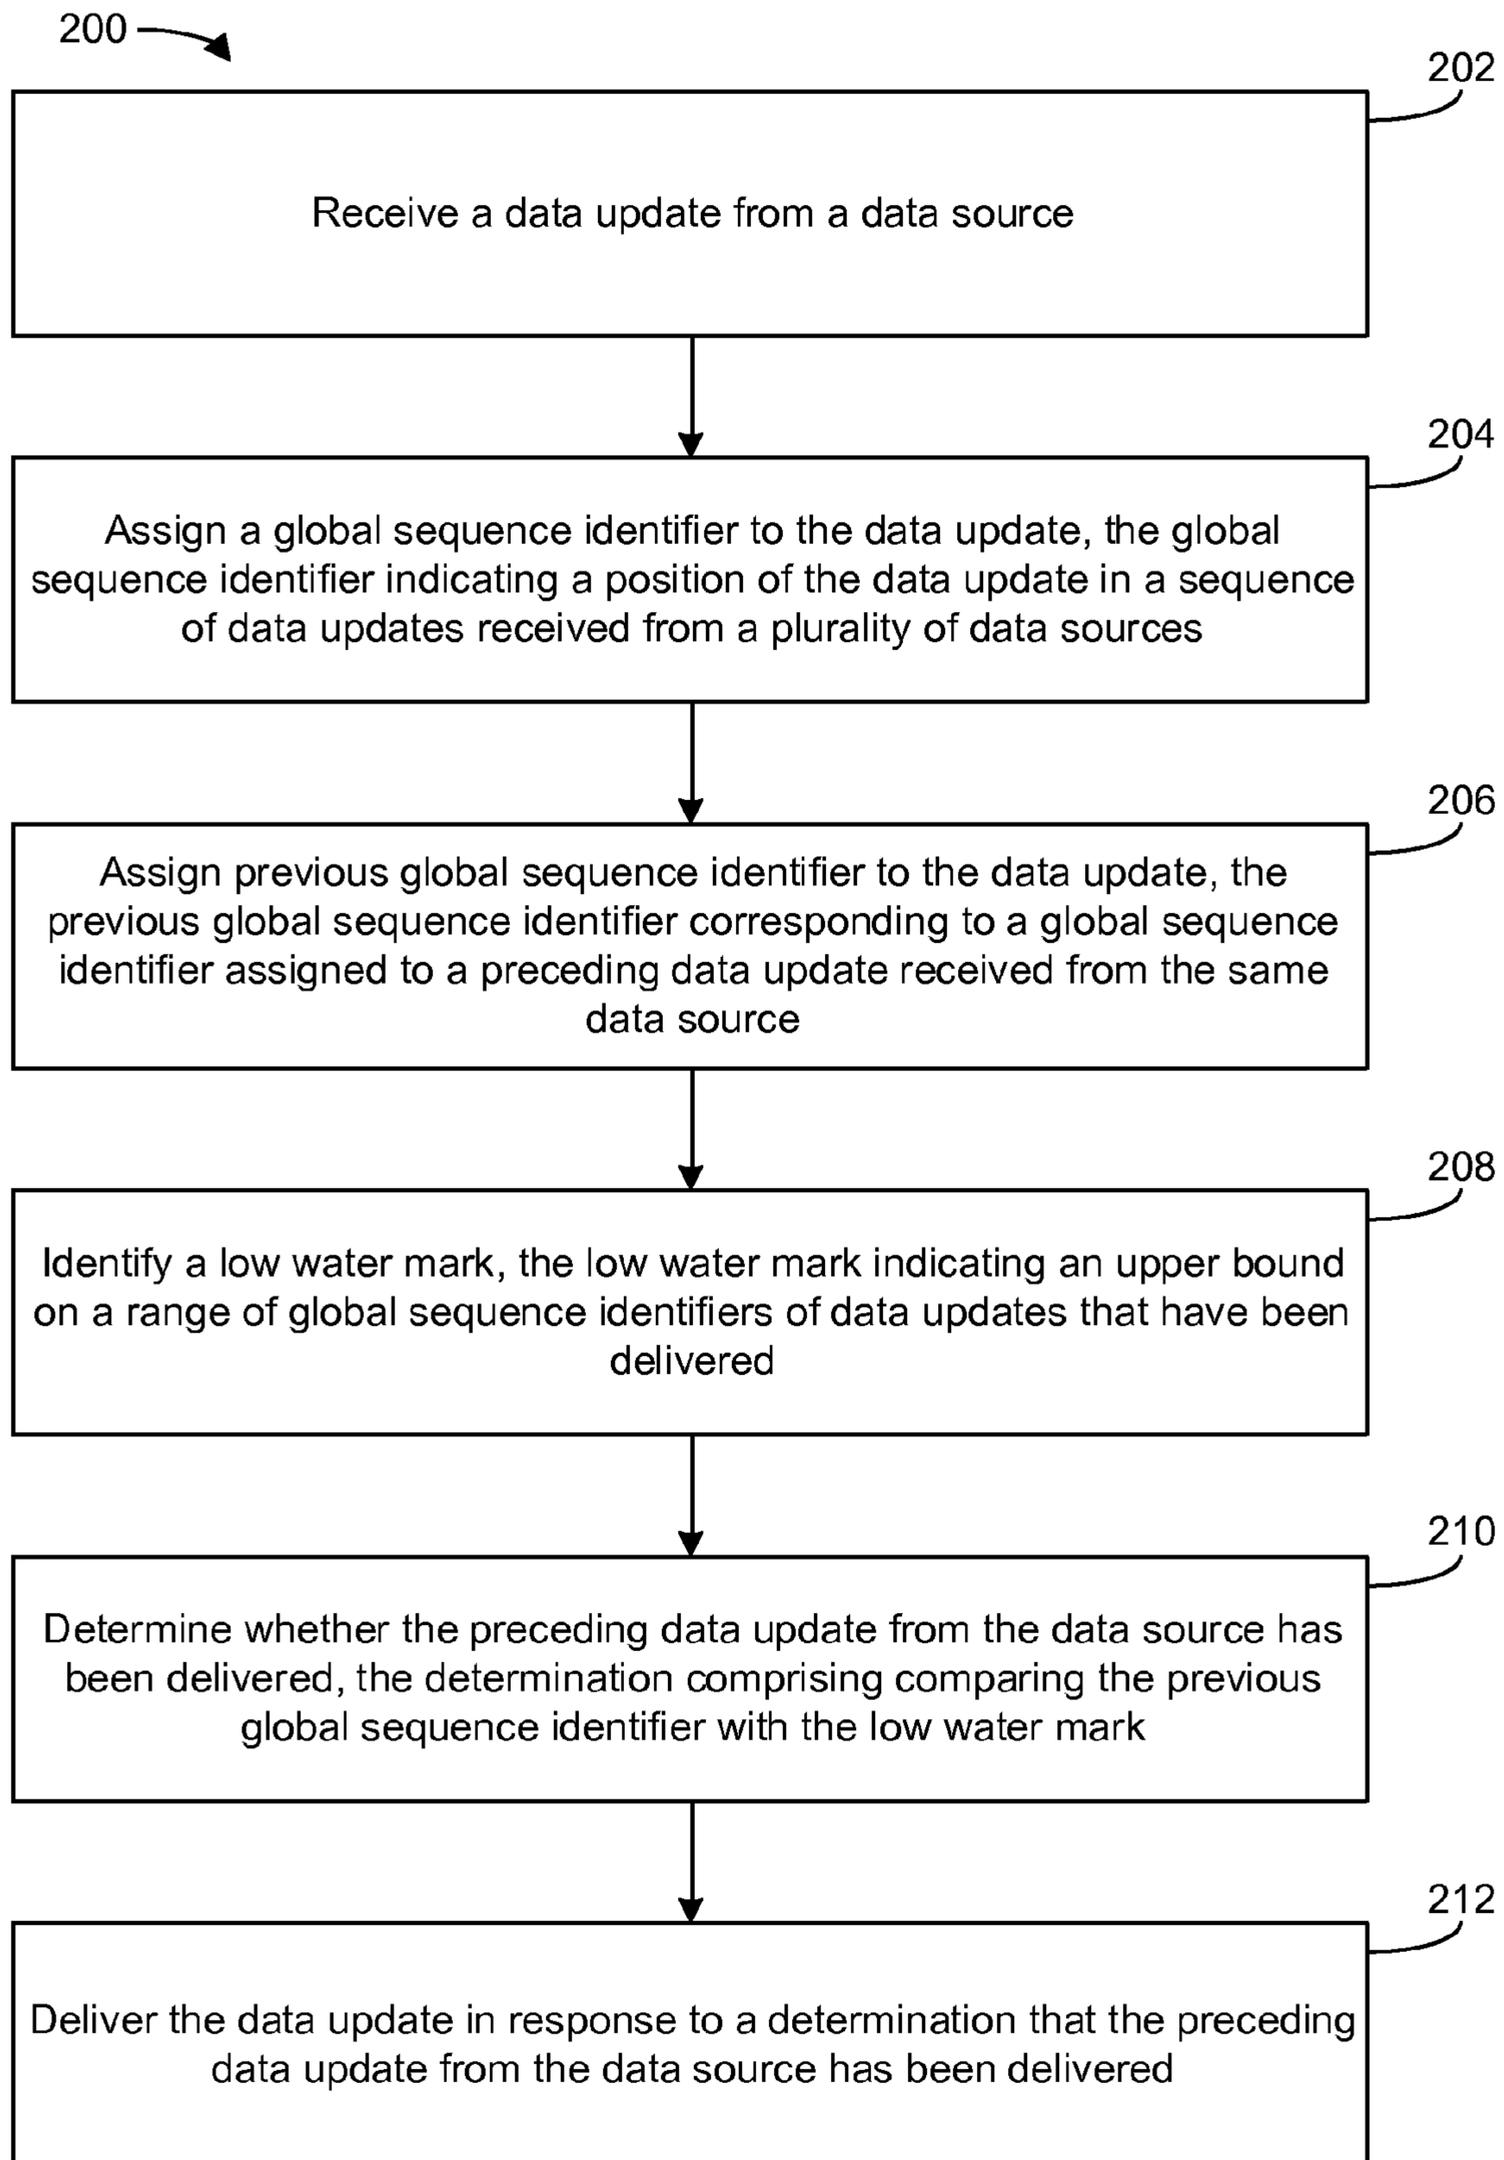 200
202
Receive a data update from a data source
204
Assign a global sequence identifier to the data update, the global
sequence identifier indicating a position of the data update in a sequence
of data updates received from a plurality of data sources
206
Assign previous global sequence identifier to the data update, the
previous global sequence identifier corresponding to a global sequence
identifier assigned to a preceding data update received from the same
data source
208
Identify a low water mark, the low water mark indicating an upper bound
on a range of global sequence identifiers of data updates that have been
delivered
210
Determine whether the preceding data update from the data source has
been delivered, the determination comprising comparing the previous
global sequence identifier with the low water mark
212
Deliver the data update in response to a determination that the preceding
data update from the data source has been delivered